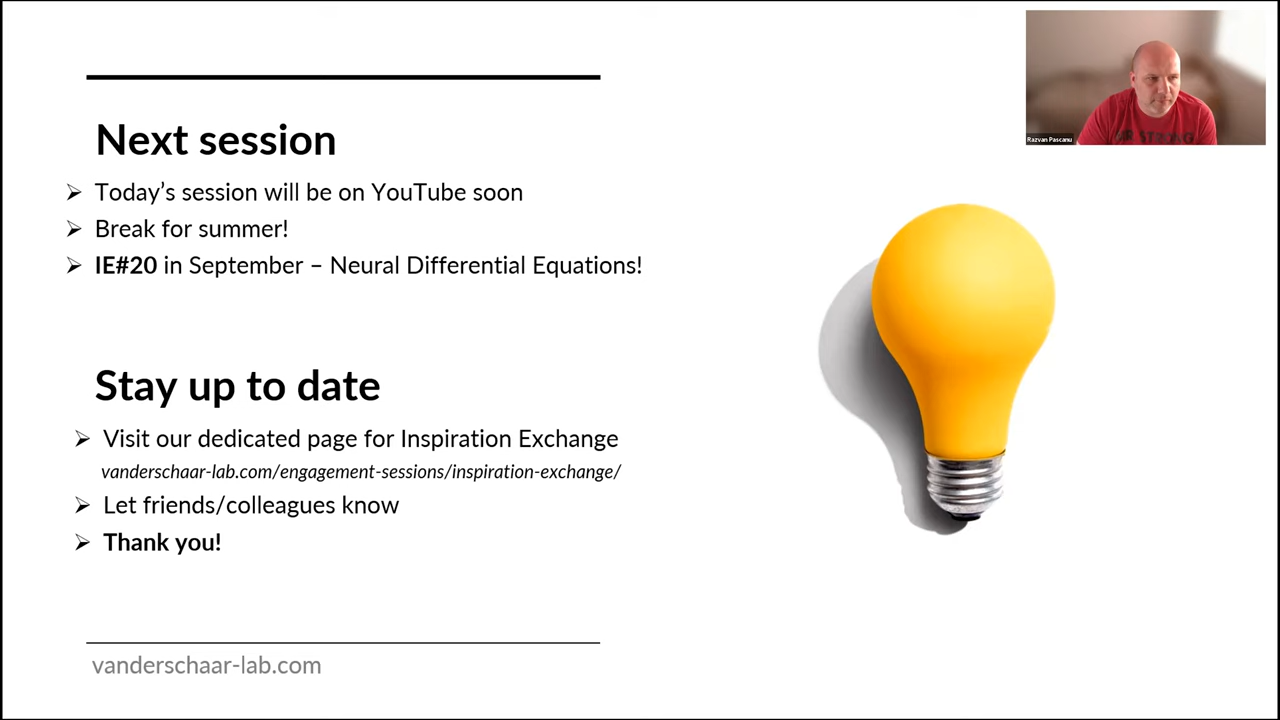 Next session
➢ Today's session will be on YouTube soon
➢ Break for summer!
➢ IE#20 in September – Neural Differential Equations!
Stay up to date
➢ Visit our dedicated page for Inspiration Exchange
vanderschaar-lab.com/engagement-sessions/inspiration-exchange/
➢ Let friends/colleagues know
➢ Thank you!
vanderschaar-lab.com
Razvan Pascanu